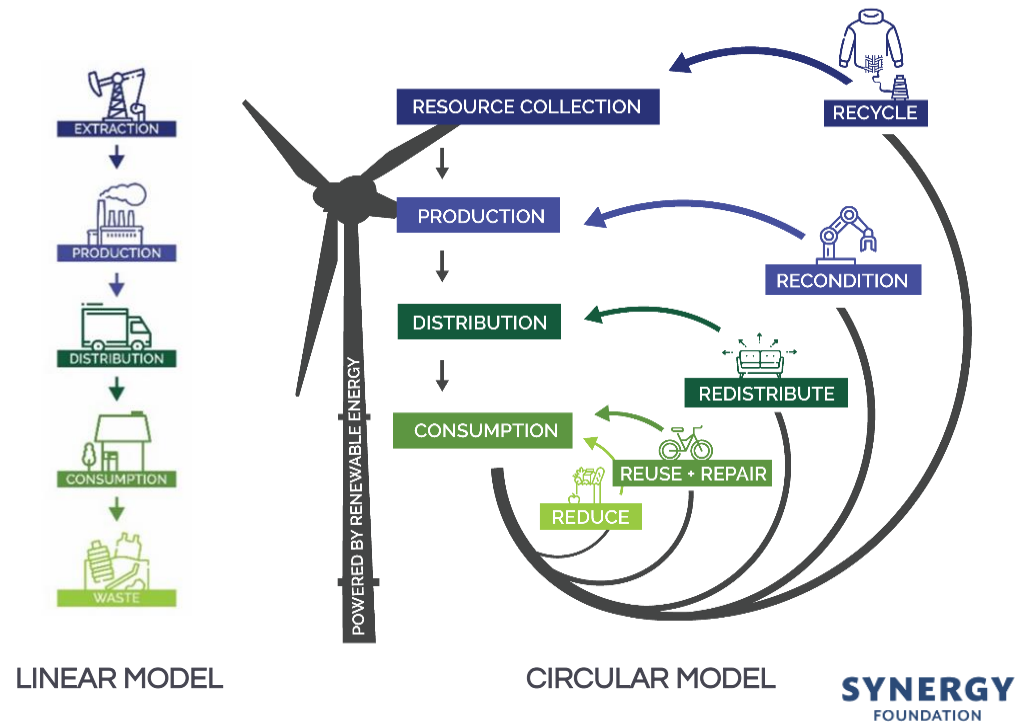 EXTRACTION
PRODUCTION
DISTRIBUTION
CONSUMPTION
WASTE
LINEAR MODEL
POWERED BY RENEWABLE ENERGY
RESOURCE COLLECTION
PRODUCTION
DISTRIBUTION
CONSUMPTION
RECYCLE
RECONDITION
REDISTRIBUTE
REUSE + REPAIR
REDUCE
CIRCULAR MODEL
SYNERGY
FOUNDATION